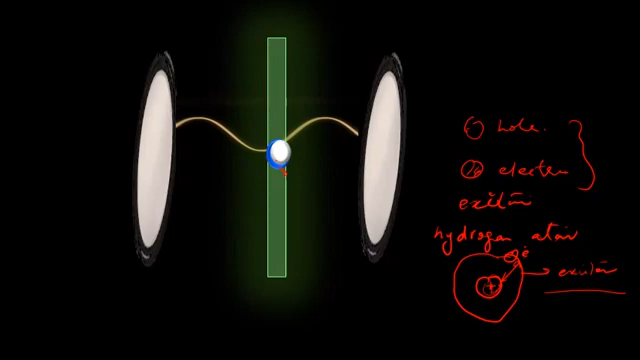 hole.
electron
exciton
hydrogen atom
e
+
exciton